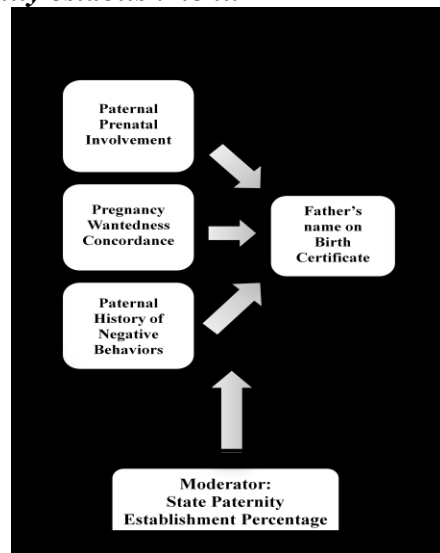 Paternal
Prenatal
Involvement
Pregnancy
Wantedness
Concordance
Father's
name on
Birth
Certificate
Paternal
History of
Negative
Behaviors
Moderator:
State Paternity
Establishment Percentage